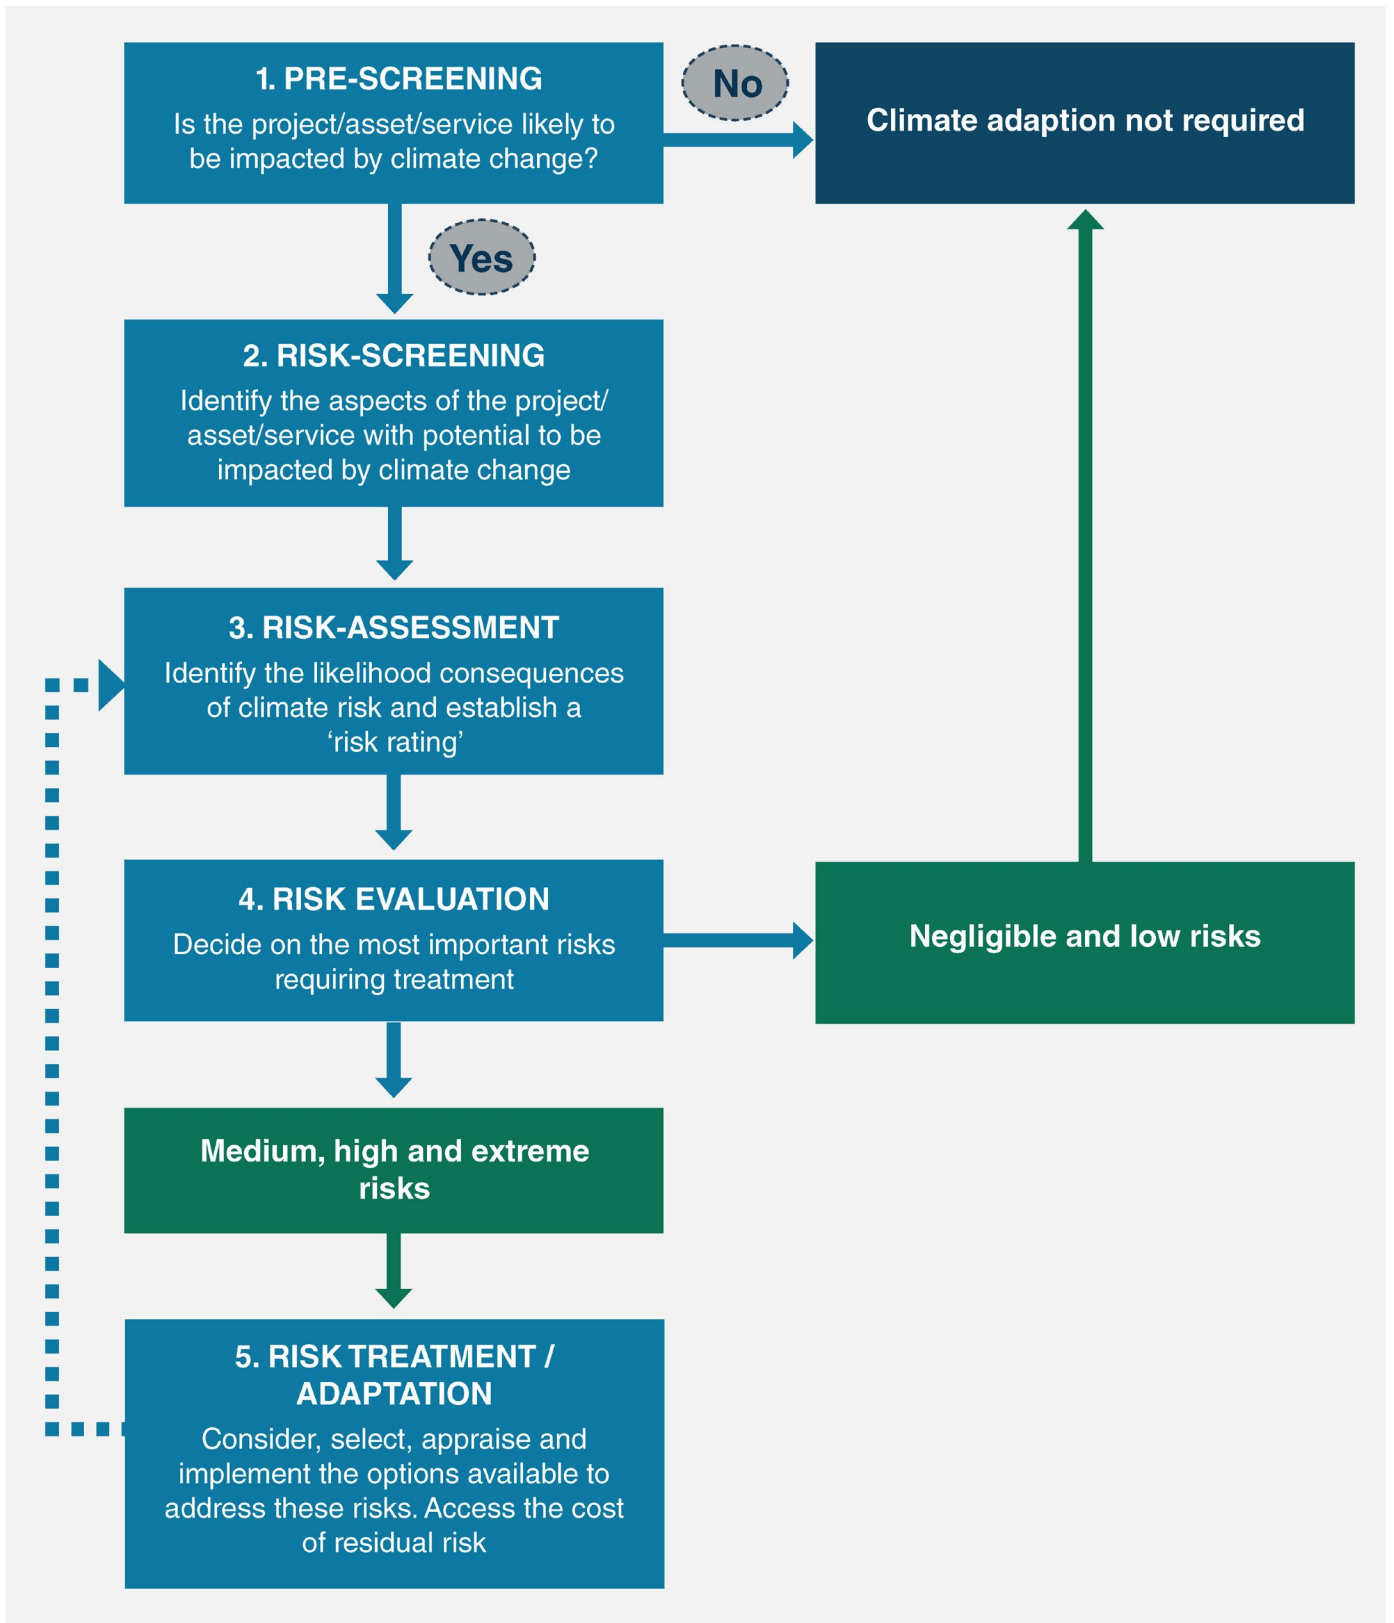 1. PRE-SCREENING
Is the project/asset/service likely to
be impacted by climate change?
No
Climate adaption not required
Yes
2. RISK-SCREENING
Identify the aspects of the project/
asset/service with potential to be
impacted by climate change
3. RISK-ASSESSMENT
Identify the likelihood consequences
of climate risk and establish a
‘risk rating’
4. RISK EVALUATION
Decide on the most important risks
requiring treatment
Negligible and low risks
Medium, high and extreme
risks
5. RISK TREATMENT /
ADAPTATION
Consider, select, appraise and
implement the options available to
address these risks. Access the cost
of residual risk